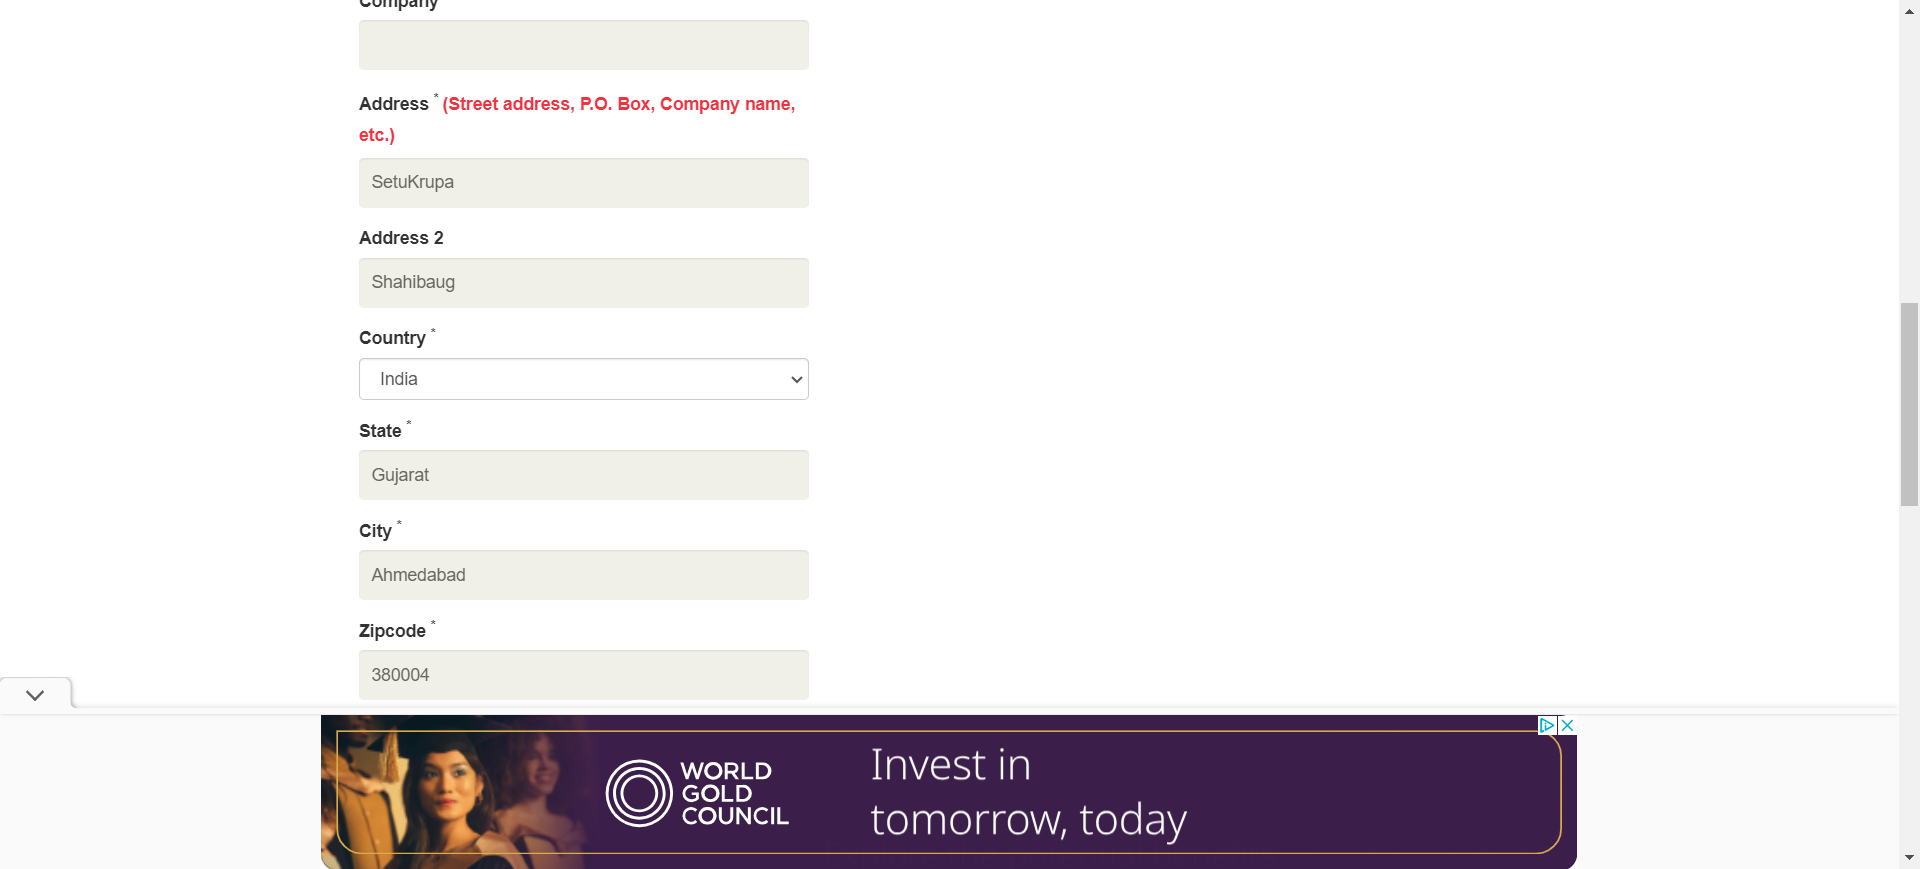 Company
Address * (Street address, P.O. Box, Company name,
etc.)
SetuKrupa
Address 2
Shahibaug
Country *
India
State *
Gujarat
City *
Ahmedabad
Zipcode *
380004
WORLD
GOLD
COUNCIL
Invest in
tomorrow, today